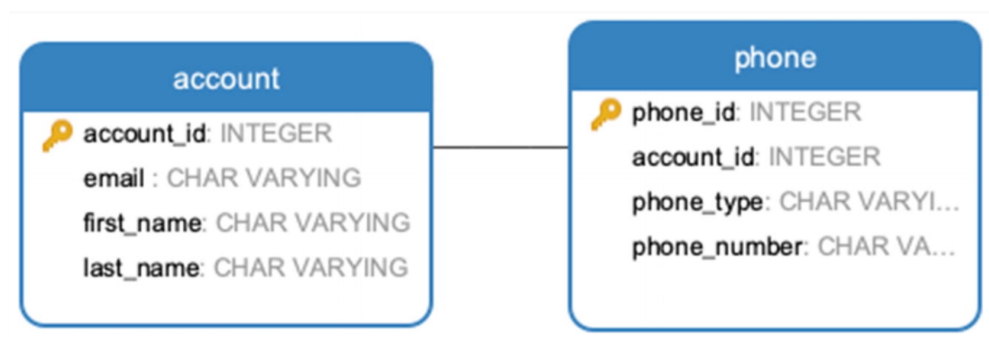 account
account_id: INTEGER
email : CHAR VARYING
first_name: CHAR VARYING
last_name: CHAR VARYING
phone
phone_id: INTEGER
account_id: INTEGER
phone_type: CHAR VARYI...
phone_number: CHAR VA...